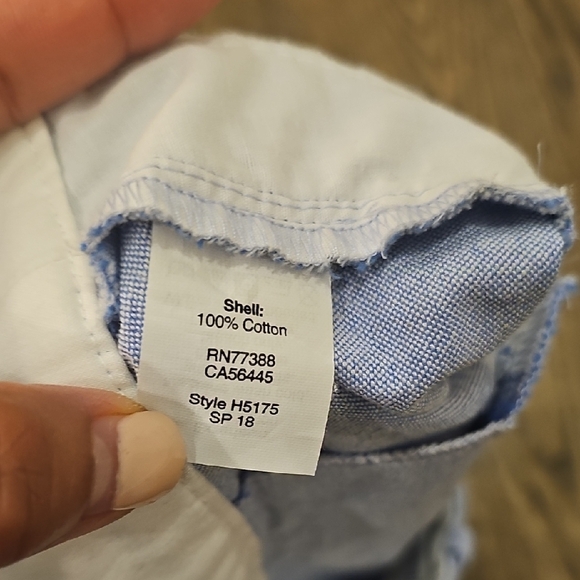 Shell:
100% Cotton
RN77388
CA56445
Style H5175
SP 18